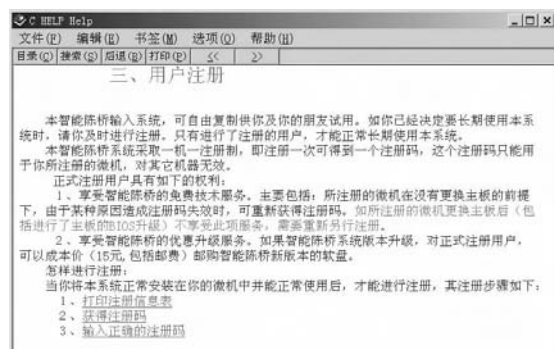 C HELP Help
文件(F) 编辑(E) 书签(M) 选项(O) 帮助(H)
目录(C) 搜索(S) 后退(B) 打印(P) << >>
三、用户注册
本智能陈桥输入系统，可自由复制供你及你的朋友试用。如你已经决定要长期使用本系
统时，请你及时进行注册。只有进行了注册的用户，才能正常长期使用本系统。
本智能陈桥系统采取一机一注册制，即注册一次可得到一个注册码，这个注册码只能用
于你所注册的微机，对其它机器无效。
正式注册用户具有如下的权利：
1、享受智能陈桥的免费技术服务。主要包括：所注册的微机在没有更换主板的前提
下，由于某种原因造成注册码失效时，可重新获得注册码。如所注册的微机更换主板后（包
括进行了主板的BIOS升级）不享受此项服务，需要重新另行注册。
2、享受智能陈桥的优惠升级服务。如果智能陈桥系统版本升级，对正式注册用户，
可以成本价（15元,包括邮费）邮购智能陈桥新版本的软盘。
怎样进行注册：
当你将本系统正常安装在你的微机中并能正常使用后，才能进行注册，其注册步骤如下：
1、打印注册信息表
2、获得注册码
3、输入正确的注册码